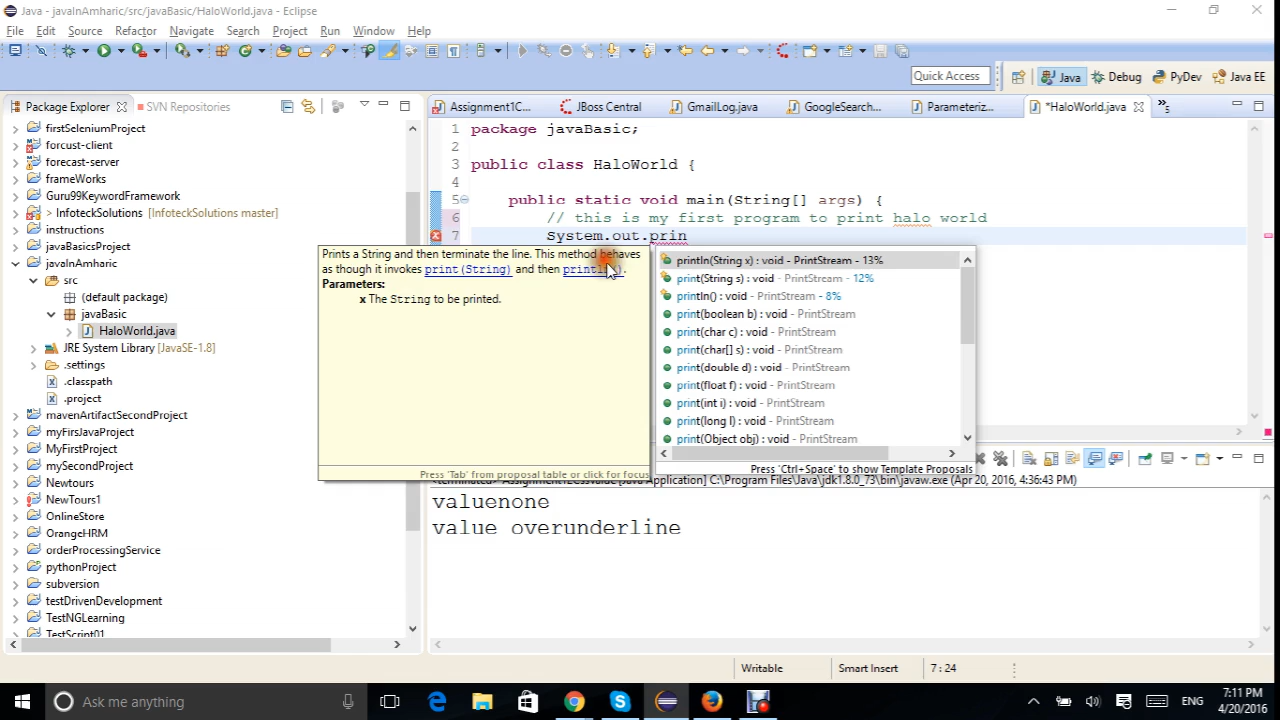 Java - javaInAmharic/src/javaBasic/HaloWorld.java - Eclipse
File Edit Source Refactor Navigate Search Project Run Window Help
Quick Access Java Debug PyDev Java EE
Package Explorer SVN Repositories
firstSeleniumProject
forcust-client
forecast-server
frameWorks
Guru99KeywordFramework
> InfoteckSolutions [InfoteckSolutions master]
instructions
javaBasicsProject
javaInAmharic
src
(default package)
javaBasic
HaloWorld.java
JRE System Library [JavaSE-1.8]
.settings
.classpath
.project
mavenArtifactSecondProject
myFirsJavaProject
MyFirstProject
mySecondProject
Newtours
NewTours1
OnlineStore
OrangeHRM
orderProcessingService
pythonProject
subversion
testDrivenDevelopment
TestNGLearning
TestScript01
Assignment1C... JBoss Central GmailLog.java GoogleSearch... Parameteriz... *HaloWorld.java »5
1 package javaBasic;
2
3 public class HaloWorld {
4
5 public static void main(String[] args) {
6 // this is my first program to print halo world
7 System.out.prin
Prints a String and then terminate the line. This method behaves
as though it invokes print(String) and then println().
Parameters:
x The String to be printed.
Press 'Tab' from proposal table or click for focus
println(String x) : void - PrintStream - 13%
print(String s) : void - PrintStream - 12%
println() : void - PrintStream - 8%
print(boolean b) : void - PrintStream
print(char c) : void - PrintStream
print(char[] s) : void - PrintStream
print(double d) : void - PrintStream
print(float f) : void - PrintStream
print(int i) : void - PrintStream
print(long l) : void - PrintStream
print(Object obj) : void - PrintStream
Press 'Ctrl+Space' to show Template Proposals
[Java Application] C:\Program Files\Java\jdk1.8.0_73\bin\javaw.exe (Apr 20, 2016, 4:36:43 PM)
valuenone
value overunderline
Writable Smart Insert 7 : 24
Ask me anything
ENG
7:11 PM
4/20/2016